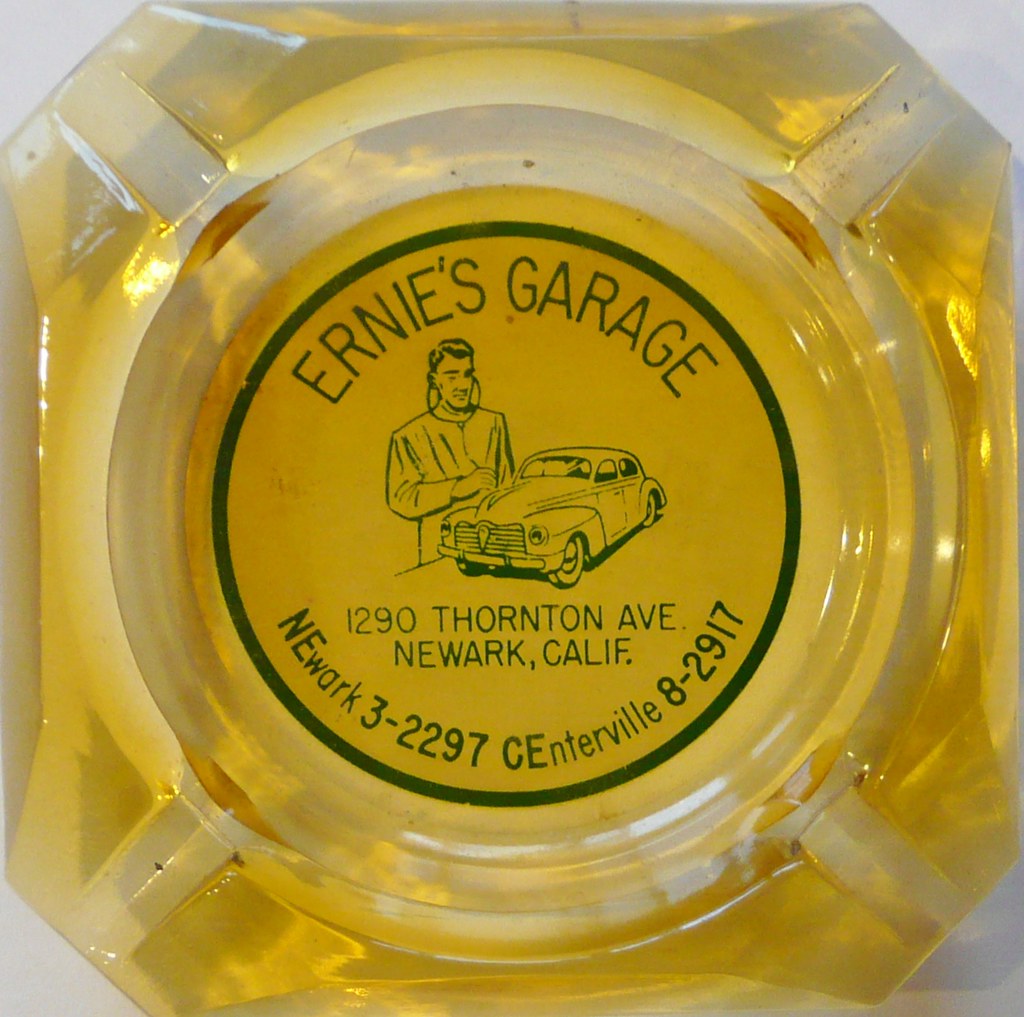 ERNIE'S GARAGE
1290 THORNTON AVE.
NEWARK, CALIF.
NEwark 3-2297 CEnterville 8-2917